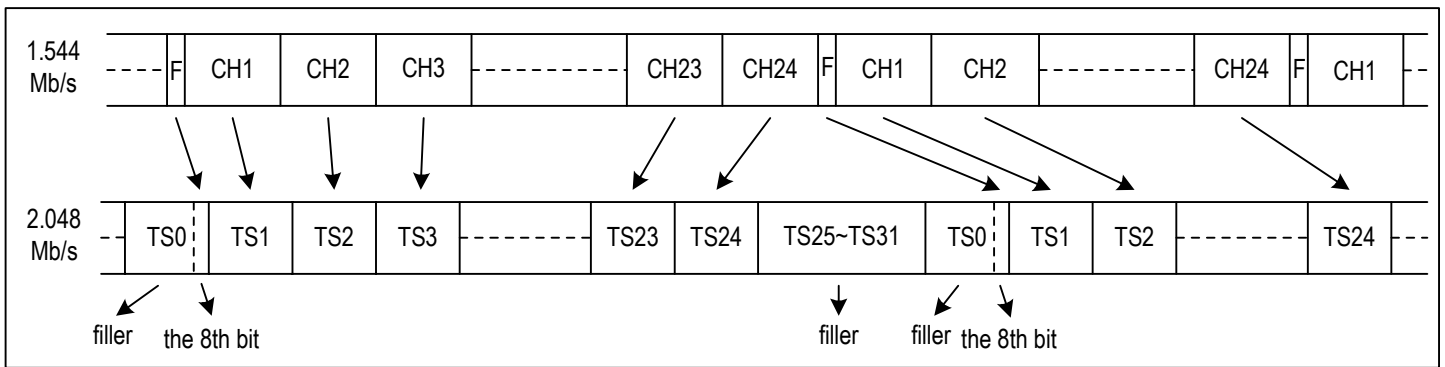 1.544
Mb/s
F CH1 CH2 CH3 CH23 CH24 F CH1 CH2 CH24 F CH1
2.048
Mb/s
TS0 TS1 TS2 TS3 TS23 TS24 TS25~TS31 TS0 TS1 TS2 TS24
filler the 8th bit filler filler the 8th bit